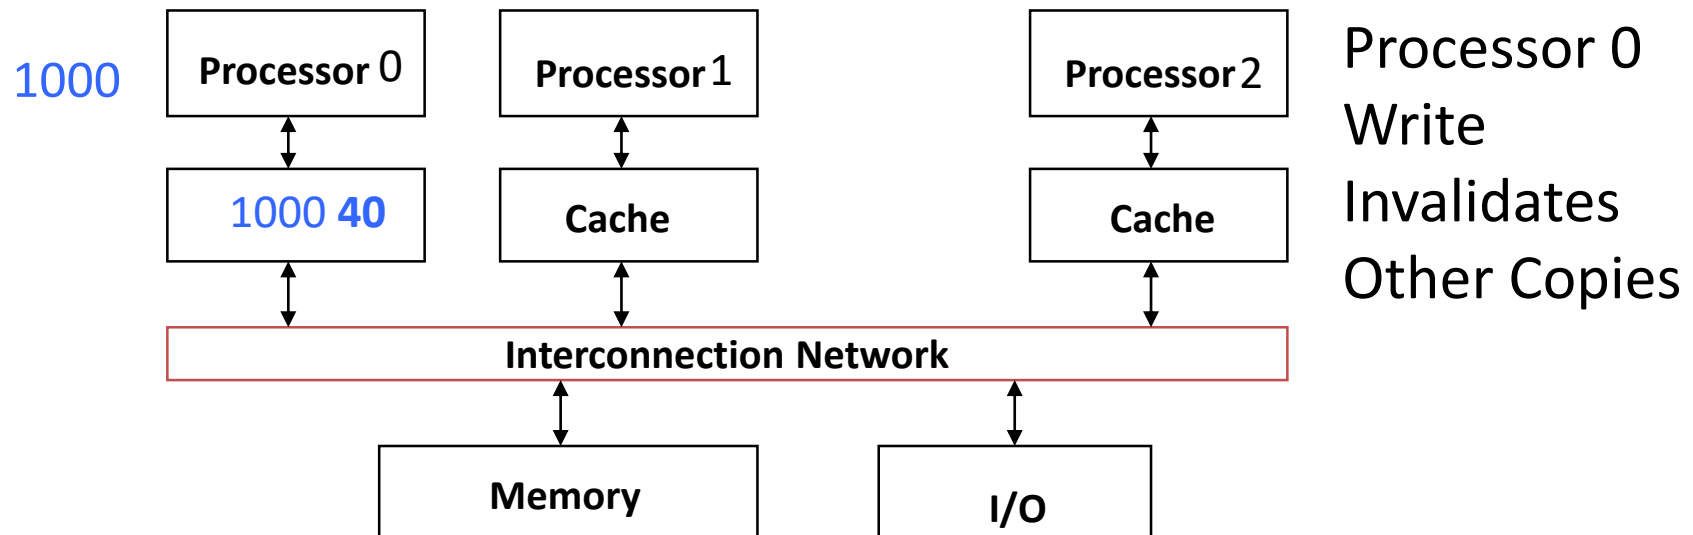 1000
Processor 0
Processor 1
Processor 2
1000 40
Cache
Cache
Interconnection Network
Memory
I/O
Processor 0
Write
Invalidates
Other Copies